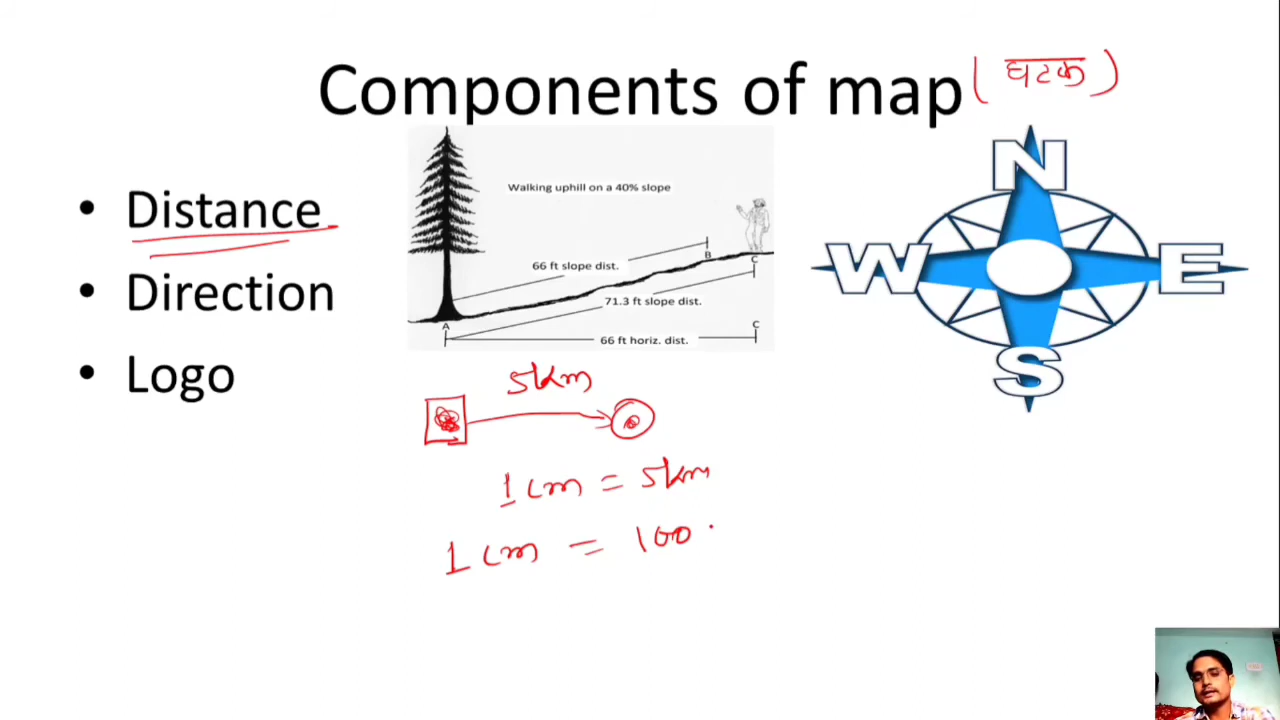 Components of map (घटक)
• Distance
• Direction
• Logo
Walking uphill on a 40% slope
66 ft slope dist.
B
C
71.3 ft slope dist.
A
C
66 ft horiz. dist.
N
W
E
S
5km
1 cm = 5km
1 cm = 100